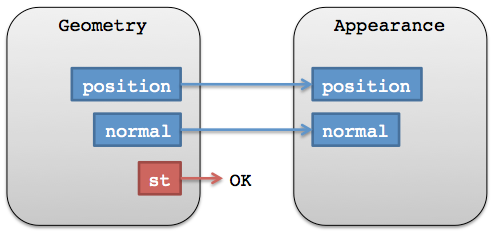 Geometry
Appearance
position
position
normal
normal
st
OK